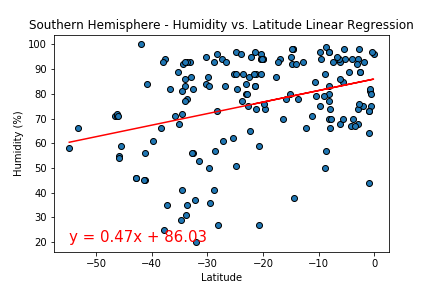 Southern Hemisphere - Humidity vs. Latitude Linear Regression
100
90
80
70
60
50
40
30
20
Humidity (%)
y = 0.47x + 86.03
−50 −40 −30 −20 −10 0
Latitude